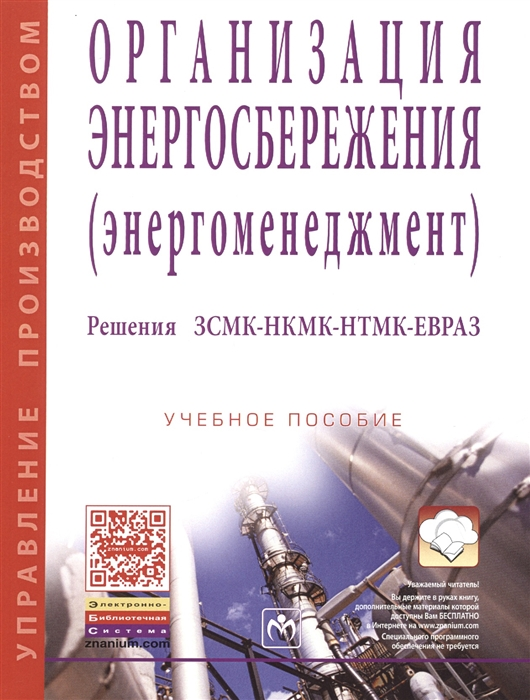 УПРАВЛЕНИЕ ПРОИЗВОДСТВОМ
ОРГАНИЗАЦИЯ
ЭНЕРГОСБЕРЕЖЕНИЯ
(энергоменеджмент)
Решения ЗСМК-НКМК-НТМК-ЕВРАЗ
УЧЕБНОЕ ПОСОБИЕ
znanium.com
Электронно-
Библиотечная
Система
znanium.com
Уважаемый читатель!
Вы держите в руках книгу,
дополнительные материалы которой
доступны Вам БЕСПЛАТНО
в Интернете на www.znanium.com
Специального программного
обеспечения не требуется